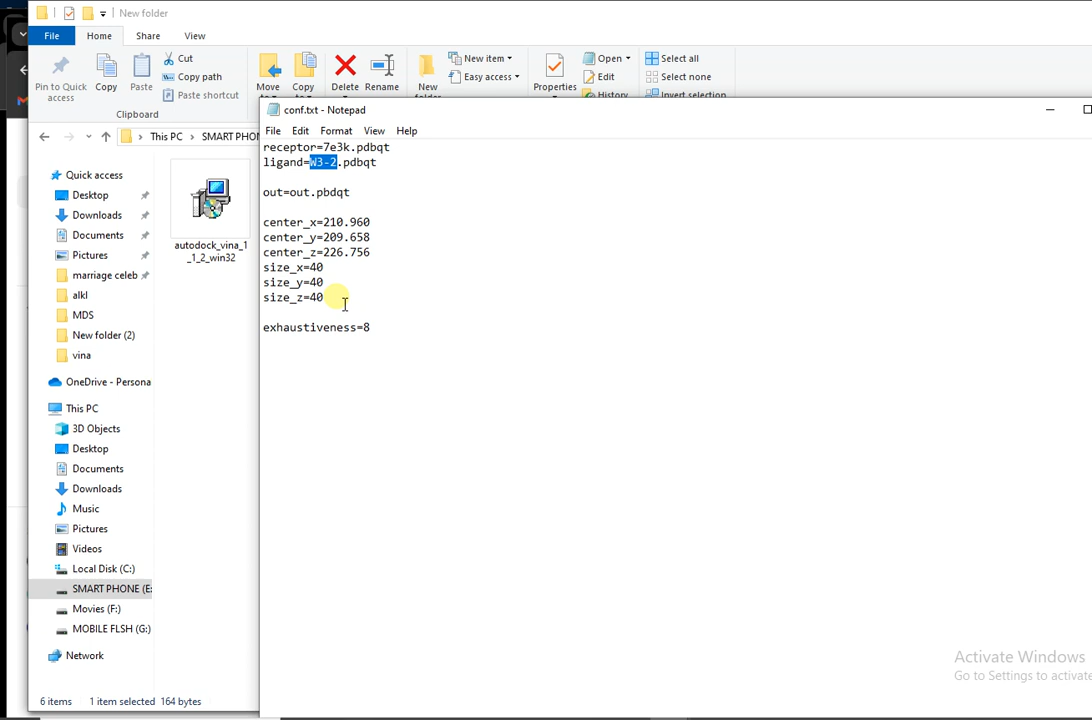 New folder
File Home Share View
Pin to Quick access
Copy
Paste
Cut
Copy path
Paste shortcut
Clipboard
Move
Copy
Delete
Rename
New
New item
Easy access
Properties
Open
Edit
History
Select all
Select none
Invert selection
This PC > SMART PHON
Quick access
Desktop
Downloads
Documents
Pictures
marriage celeb
alkl
MDS
New folder (2)
vina
OneDrive - Persona
This PC
3D Objects
Desktop
Documents
Downloads
Music
Pictures
Videos
Local Disk (C:)
SMART PHONE (E:
Movies (F:)
MOBILE FLSH (G:)
Network
6 items 1 item selected 164 bytes
autodock_vina_1
_1_2_win32
conf.txt - Notepad
File Edit Format View Help
receptor=7e3k.pdbqt
ligand=W3-2.pdbqt
out=out.pbdqt
center_x=210.960
center_y=209.658
center_z=226.756
size_x=40
size_y=40
size_z=40
exhaustiveness=8
Activate Windows
Go to Settings to activate